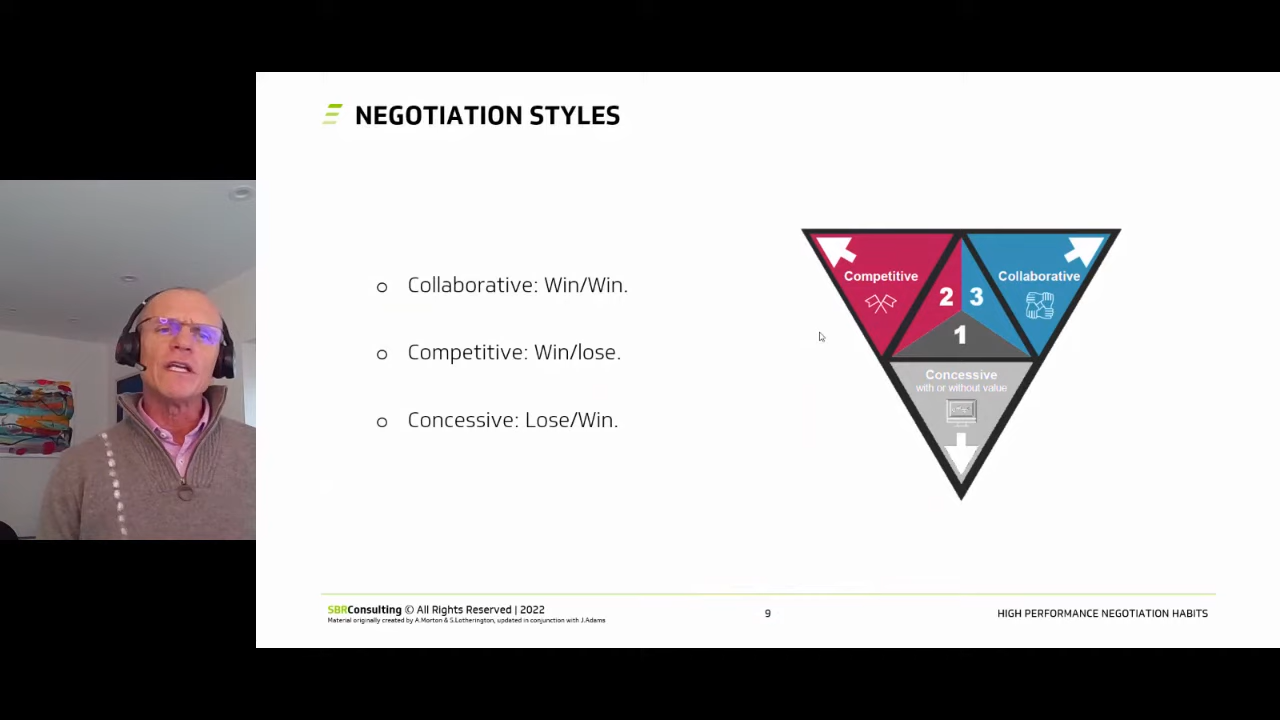 NEGOTIATION STYLES
o Collaborative: Win/Win.
o Competitive: Win/lose.
o Concessive: Lose/Win.
Competitive
Collaborative
2 3
1
Concessive
with or without value
SBRConsulting © All Rights Reserved | 2022
Material originally created by A.Morton & S.Lotherington, updated in conjunction with J.Adams
9
HIGH PERFORMANCE NEGOTIATION HABITS